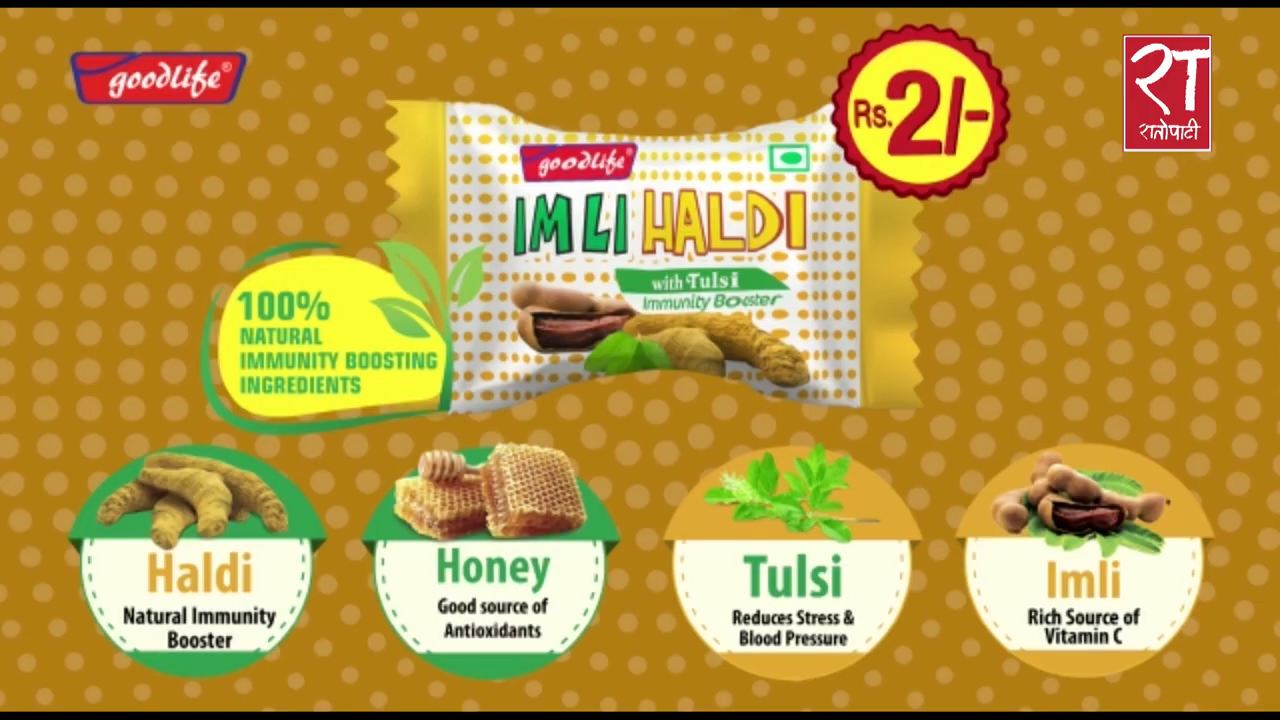 goodlife®
Rs. 2/-
रा
रातोपाटी
goodlife®
IMLI HALDI
with Tulsi
Immunity Booster
100%
NATURAL
IMMUNITY BOOSTING
INGREDIENTS
Haldi
Natural Immunity
Booster
Honey
Good source of
Antioxidants
Tulsi
Reduces Stress &
Blood Pressure
Imli
Rich Source of
Vitamin C